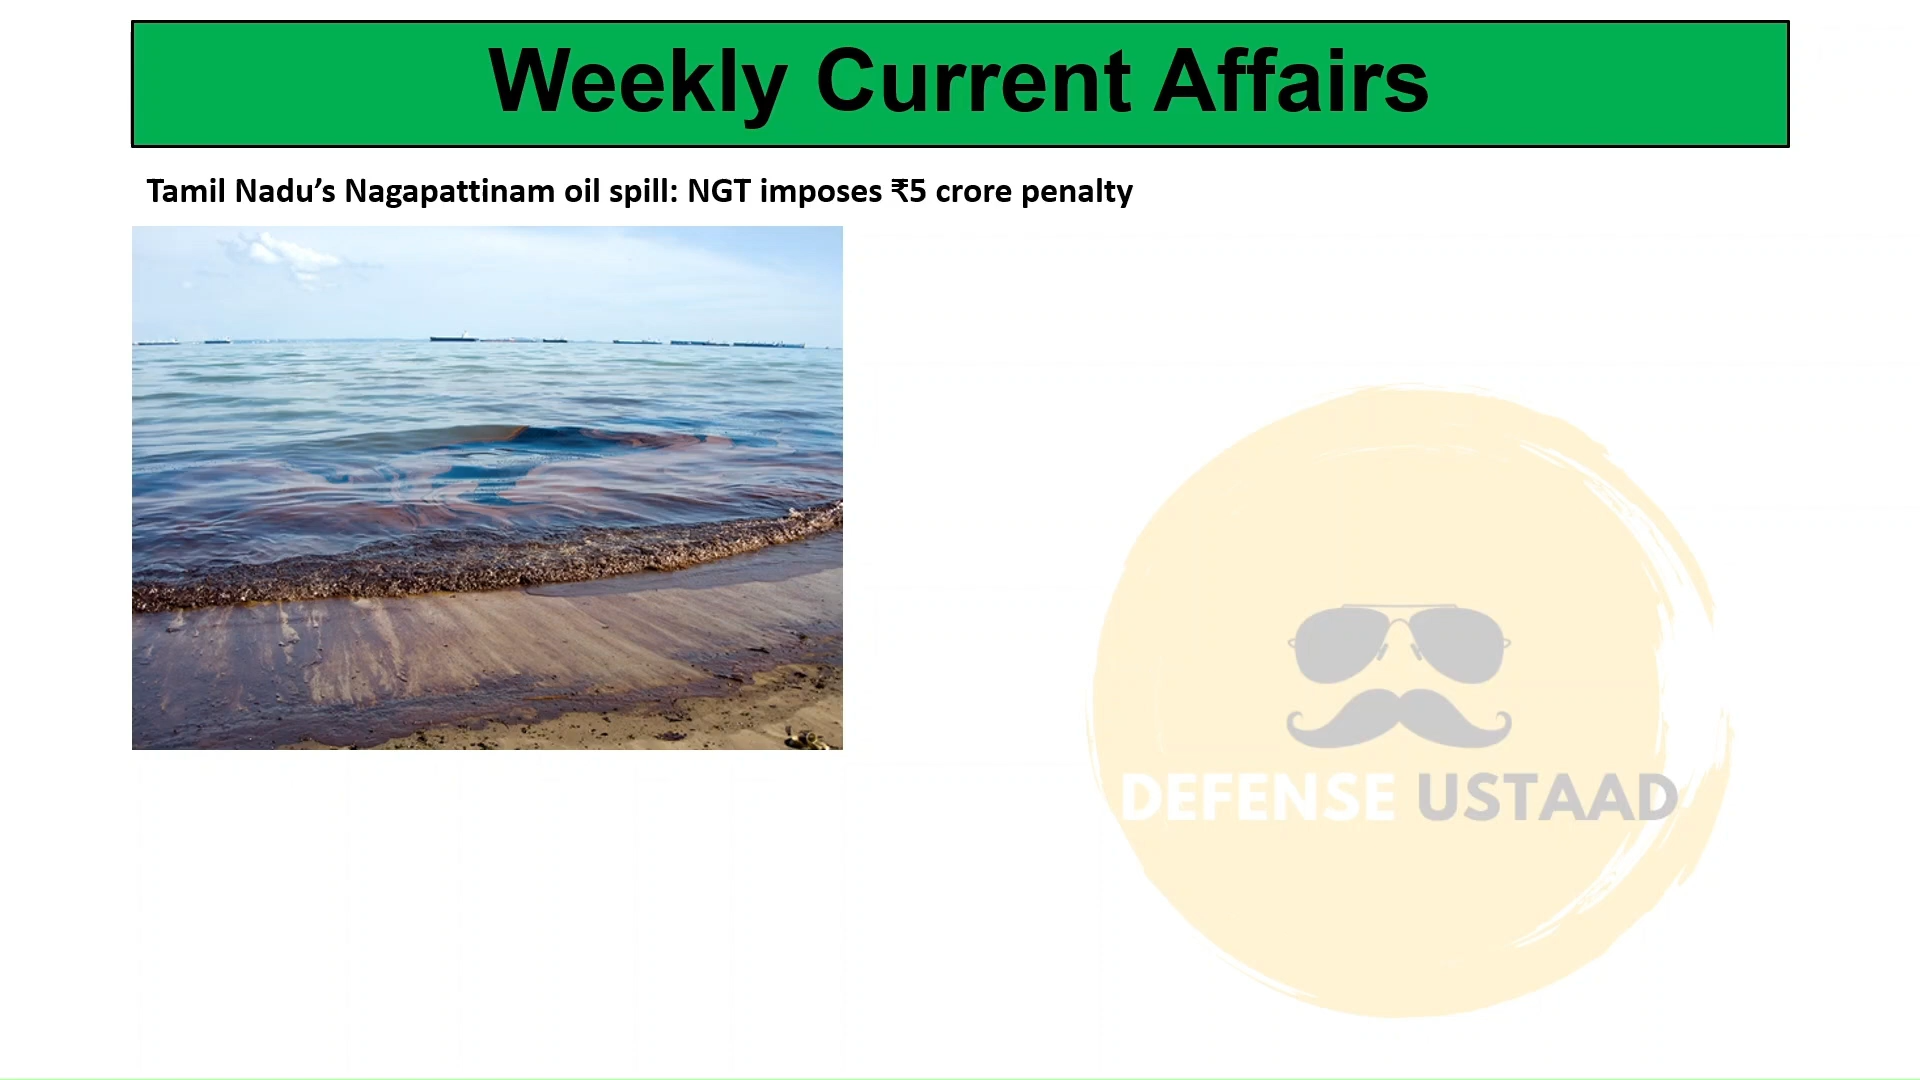 Weekly Current Affairs
Tamil Nadu’s Nagapattinam oil spill: NGT imposes ₹5 crore penalty
DEFENSE USTAAD